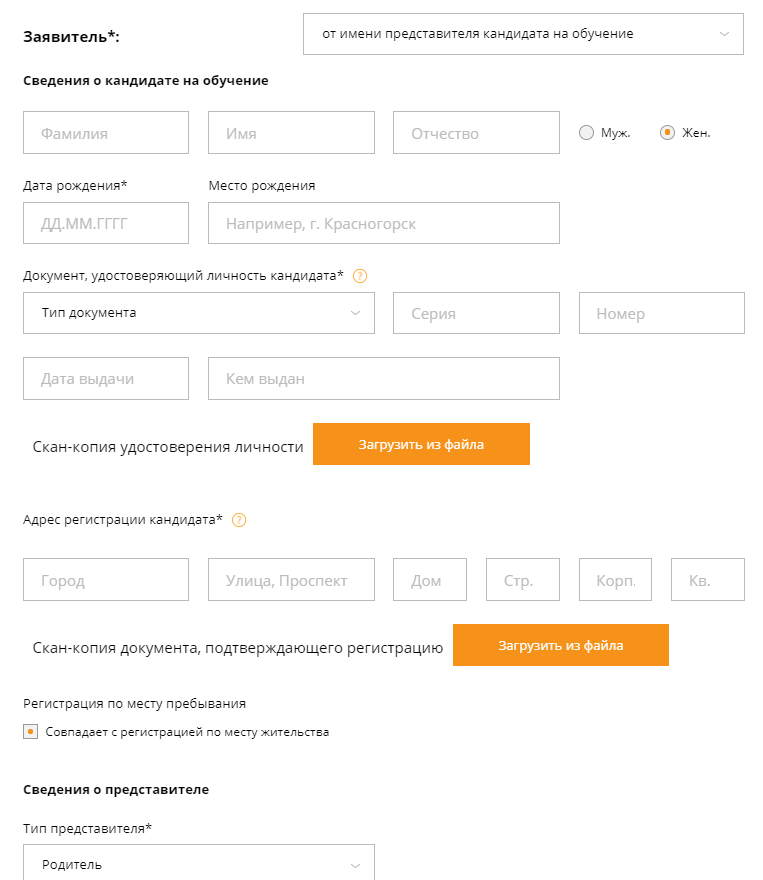 Заявитель*: от имени представителя кандидата на обучение
Сведения о кандидате на обучение
Фамилия Имя Отчество Муж. Жен.
Дата рождения* Место рождения
ДД.ММ.ГГГГ Например, г. Красногорск
Документ, удостоверяющий личность кандидата* ?
Тип документа Серия Номер
Дата выдачи Кем выдан
Скан-копия удостоверения личности Загрузить из файла
Адрес регистрации кандидата* ?
Город Улица, Проспект Дом Стр. Корп. Кв.
Скан-копия документа, подтверждающего регистрацию Загрузить из файла
Регистрация по месту пребывания
Совпадает с регистрацией по месту жительства
Сведения о представителе
Тип представителя*
Родитель